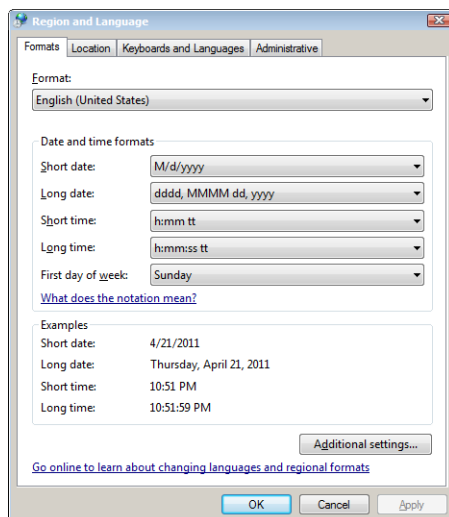 Region and Language
Formats Location Keyboards and Languages Administrative
Format:
English (United States)
Date and time formats
Short date: M/d/yyyy
Long date: dddd, MMMM dd, yyyy
Short time: h:mm tt
Long time: h:mm:ss tt
First day of week: Sunday
What does the notation mean?
Examples
Short date: 4/21/2011
Long date: Thursday, April 21, 2011
Short time: 10:51 PM
Long time: 10:51:59 PM
Additional settings...
Go online to learn about changing languages and regional formats
OK Cancel Apply